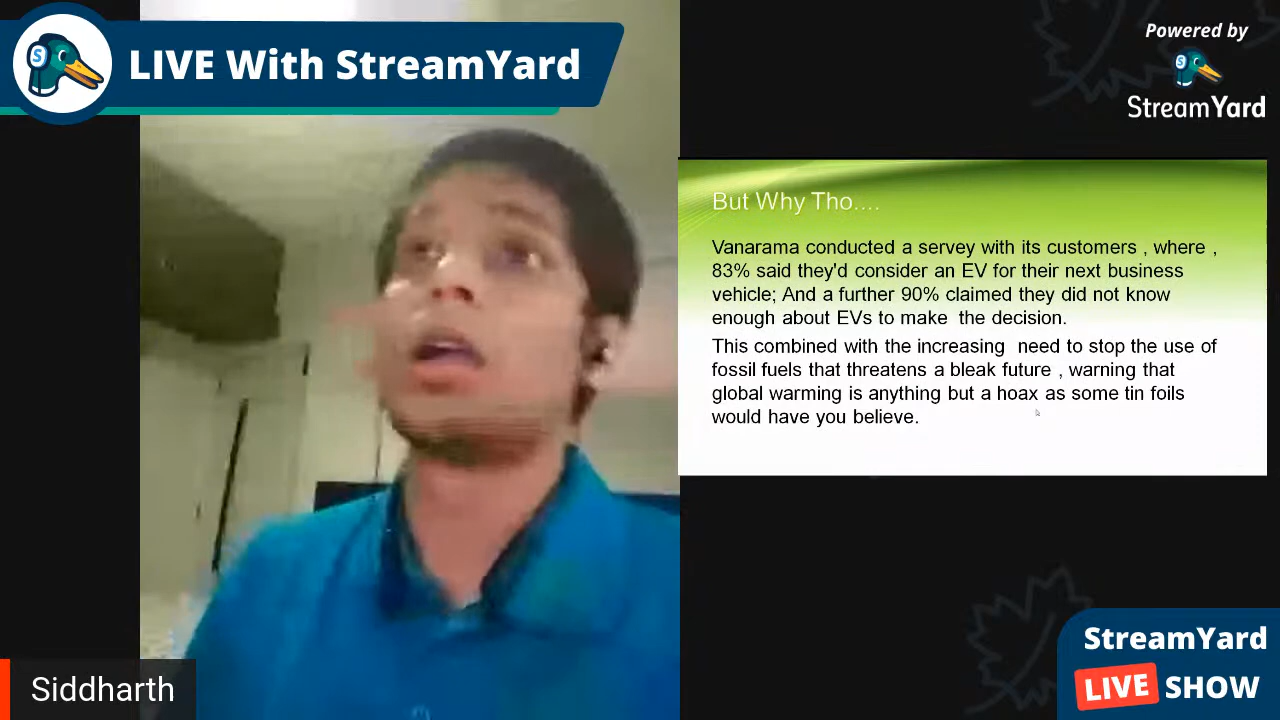 S
LIVE With StreamYard
Powered by
S
StreamYard
But Why Tho....
Vanarama conducted a servey with its customers , where ,
83% said they'd consider an EV for their next business
vehicle; And a further 90% claimed they did not know
enough about EVs to make  the decision.
This combined with the increasing  need to stop the use of
fossil fuels that threatens a bleak future , warning that
global warming is anything but a hoax as some tin foils
would have you believe.
Siddharth
StreamYard
LIVE SHOW